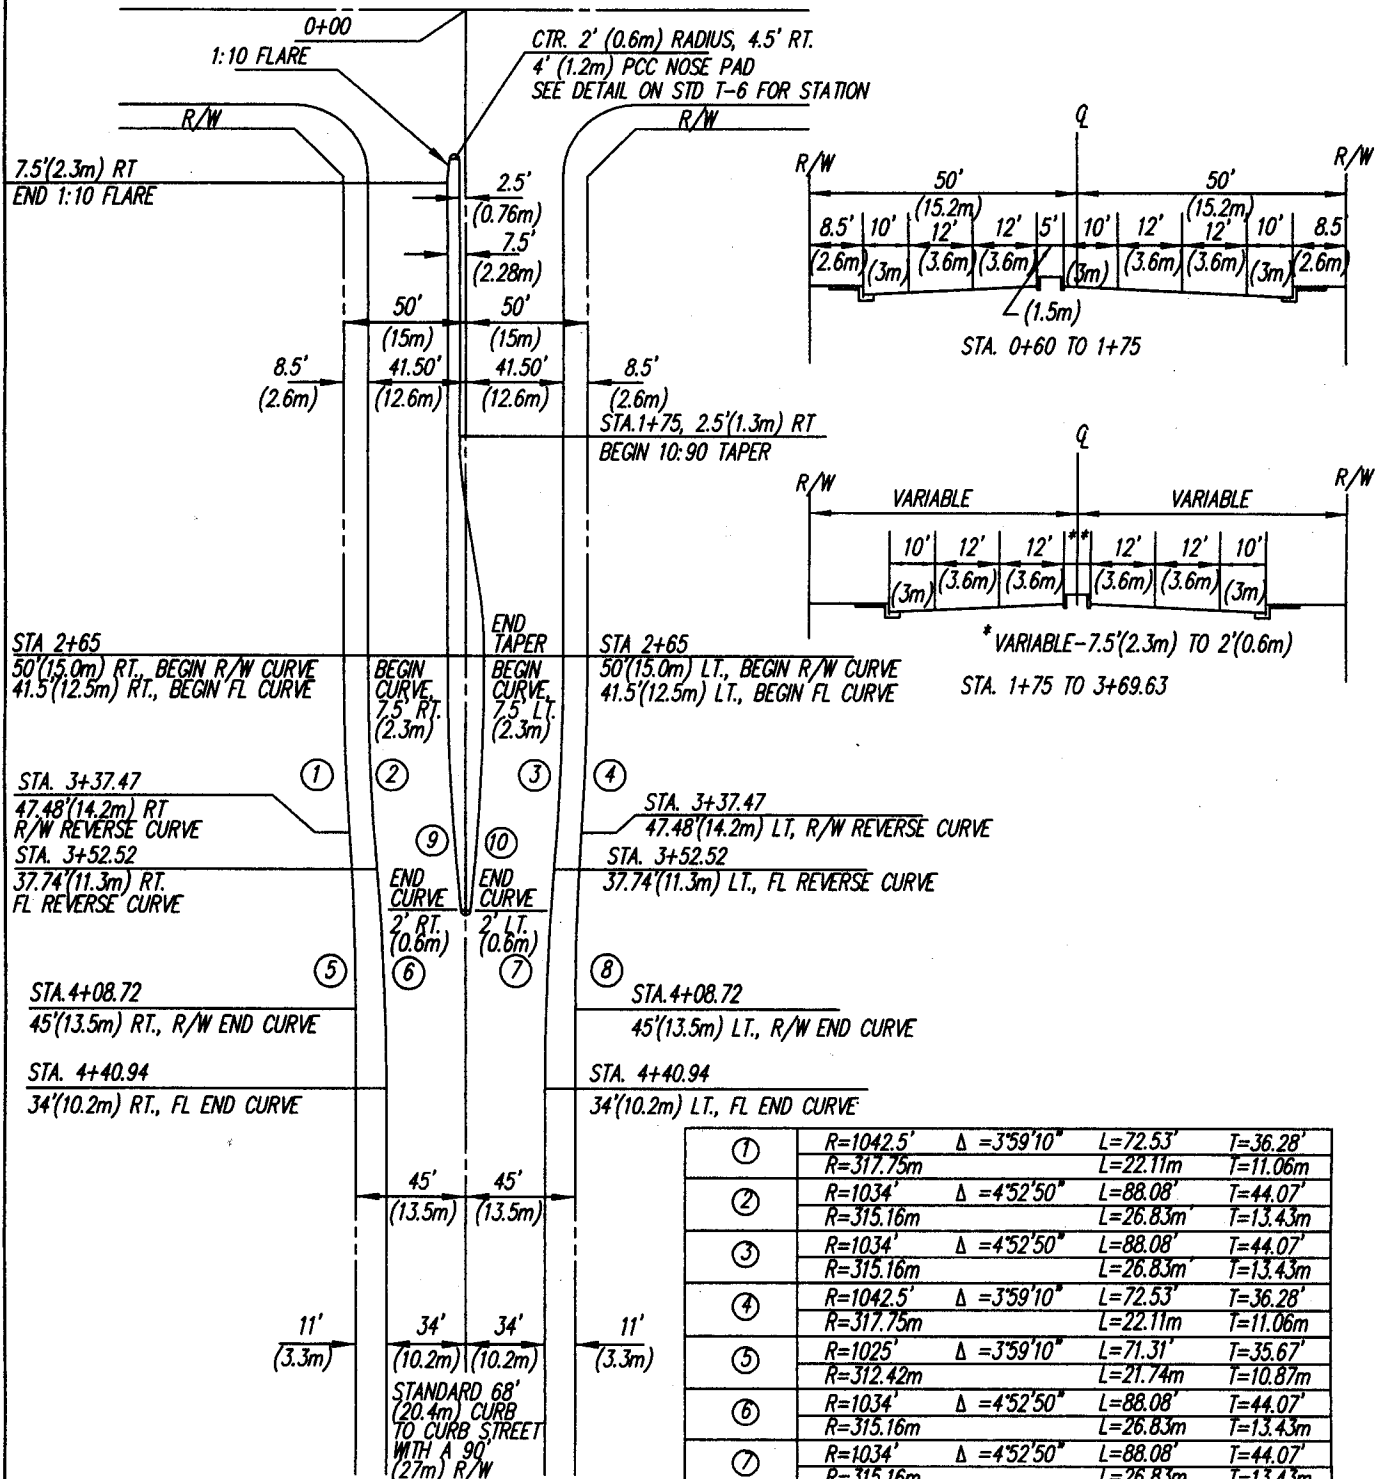 0+00
1:10 FLARE
CTR. 2' (0.6m) RADIUS, 4.5' RT.
4' (1.2m) PCC NOSE PAD
SEE DETAIL ON STD T-6 FOR STATION
R/W
R/W
7.5'(2.3m) RT
END 1:10 FLARE
2.5'
(0.76m)
7.5'
(2.28m)
50' 50'
(15m) (15m)
8.5' 41.50' 41.50' 8.5'
(2.6m) (12.6m) (12.6m) (2.6m)
STA.1+75, 2.5'(1.3m) RT
BEGIN 10:90 TAPER
℄
R/W R/W
50' 50'
(15.2m) (15.2m)
8.5' 10' 12' 12' 5' 10' 12' 12' 10' 8.5
(2.6m) (3m) (3.6m) (3.6m) (3m) (3.6m) (3.6m) (3m) (2.6m)
(1.5m)
STA. 0+60 TO 1+75
℄
R/W R/W
VARIABLE VARIABLE
10' 12' 12' * * 12' 12' 10'
(3m) (3.6m) (3.6m) (3.6m) (3.6m) (3m)
* VARIABLE-7.5'(2.3m) TO 2'(0.6m)
STA. 1+75 TO 3+69.63
STA 2+65
50'(15.0m) RT., BEGIN R/W CURVE
41.5'(12.5m) RT., BEGIN FL CURVE
BEGIN
CURVE,
7.5' RT.
(2.3m)
END
TAPER
BEGIN
CURVE,
7.5' LT.
(2.3m)
STA 2+65
50'(15.0m) LT., BEGIN R/W CURVE
41.5'(12.5m) LT., BEGIN FL CURVE
1 2 3 4
STA. 3+37.47
47.48'(14.2m) RT
R/W REVERSE CURVE
STA. 3+52.52
37.74'(11.3m) RT.
FL REVERSE CURVE
9 10
END
CURVE
2' RT.
(0.6m)
END
CURVE
2' LT.
(0.6m)
STA. 3+37.47
47.48'(14.2m) LT, R/W REVERSE CURVE
STA. 3+52.52
37.74'(11.3m) LT., FL REVERSE CURVE
5 6 7 8
STA.4+08.72
45'(13.5m) RT., R/W END CURVE
STA.4+08.72
45'(13.5m) LT., R/W END CURVE
STA. 4+40.94
34'(10.2m) RT., FL END CURVE
STA. 4+40.94
34'(10.2m) LT., FL END CURVE
45' 45'
(13.5m) (13.5m)
11' 34' 34' 11'
(3.3m) (10.2m) (10.2m) (3.3m)
STANDARD 68'
(20.4m) CURB
TO CURB STREET
WITH A 90'
(27m) R/W
1 R=1042.5' Δ =3°59'10" L=72.53' T=36.28'
R=317.75m L=22.11m T=11.06m
2 R=1034' Δ =4°52'50" L=88.08' T=44.07'
R=315.16m L=26.83m T=13.43m
3 R=1034' Δ =4°52'50" L=88.08' T=44.07'
R=315.16m L=26.83m T=13.43m
4 R=1042.5' Δ =3°59'10" L=72.53' T=36.28'
R=317.75m L=22.11m T=11.06m
5 R=1025' Δ =3°59'10" L=71.31' T=35.67'
R=312.42m L=21.74m T=10.87m
6 R=1034' Δ =4°52'50" L=88.08' T=44.07'
R=315.16m L=26.83m T=13.43m
7 R=1034' Δ =4°52'50" L=88.08' T=44.07'
R=315.16m L=26.83m T=13.43m